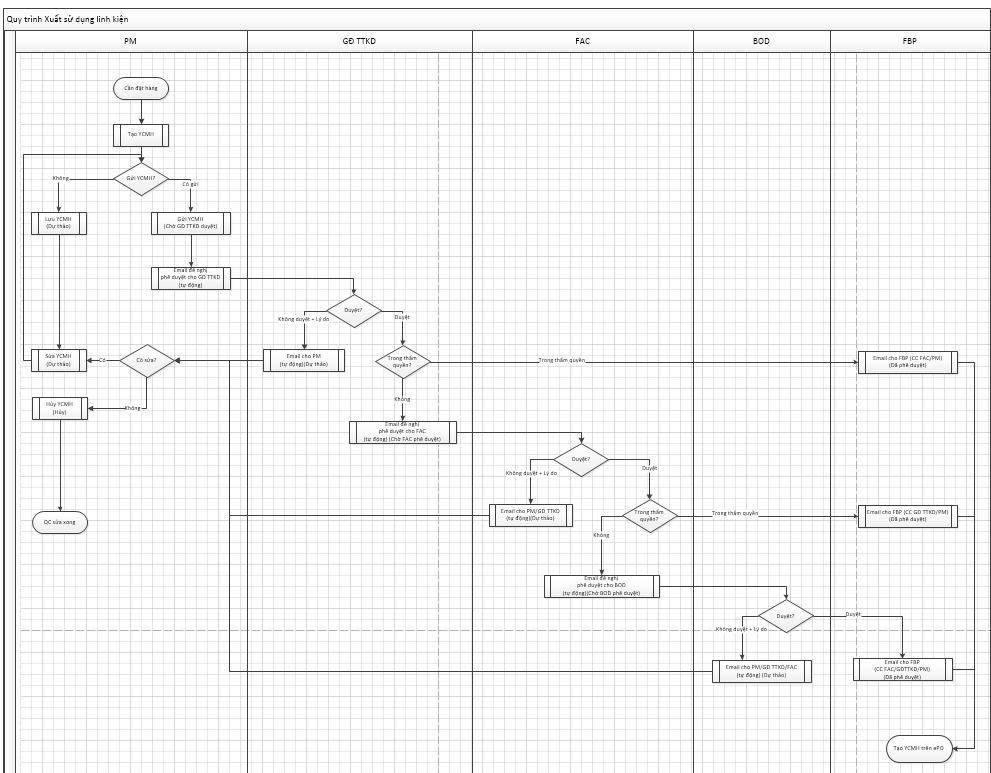 Quy trình Xuất sử dụng linh kiện
PM
GĐ TTKD
FAC
BOD
FBP
Cần đặt hàng
Tạo YCMH
Gửi YCMH?
Không
Có gửi
Lưu YCMH
(Dự thảo)
Gửi YCMH
(Chờ GĐ TTKD duyệt)
Email đề nghị
phê duyệt cho GĐ TTKD
(tự động)
Duyệt?
Không duyệt + Lý do
Duyệt
Sửa YCMH
(Dự thảo)
Có
Có sửa?
Email cho PM
(tự động)(Dự thảo)
Trong thẩm
quyền?
Trong thẩm quyền
Email cho FBP (CC FAC/PM)
(Đã phê duyệt)
Hủy YCMH
(Hủy)
Không
Không
Email đề nghị
phê duyệt cho FAC
(tự động) (Chờ FAC phê duyệt)
Duyệt?
Không duyệt + Lý do
Duyệt
QC sửa xong
Email cho PM/GĐ TTKD
(tự động)(Dự thảo)
Trong thẩm
quyền?
Trong thẩm quyền
Email cho FBP (CC GĐ TTKD/PM)
(Đã phê duyệt)
Không
Email đề nghị
phê duyệt cho BOD
(tự động)(Chờ BOD phê duyệt)
Duyệt?
Không duyệt + Lý do
Duyệt
Email cho PM/GĐ TTKD/FAC
(tự động) (Dự thảo)
Email cho FBP
(CC FAC/GĐTTKD/PM)
(Đã phê duyệt)
Tạo YCMH trên ePO